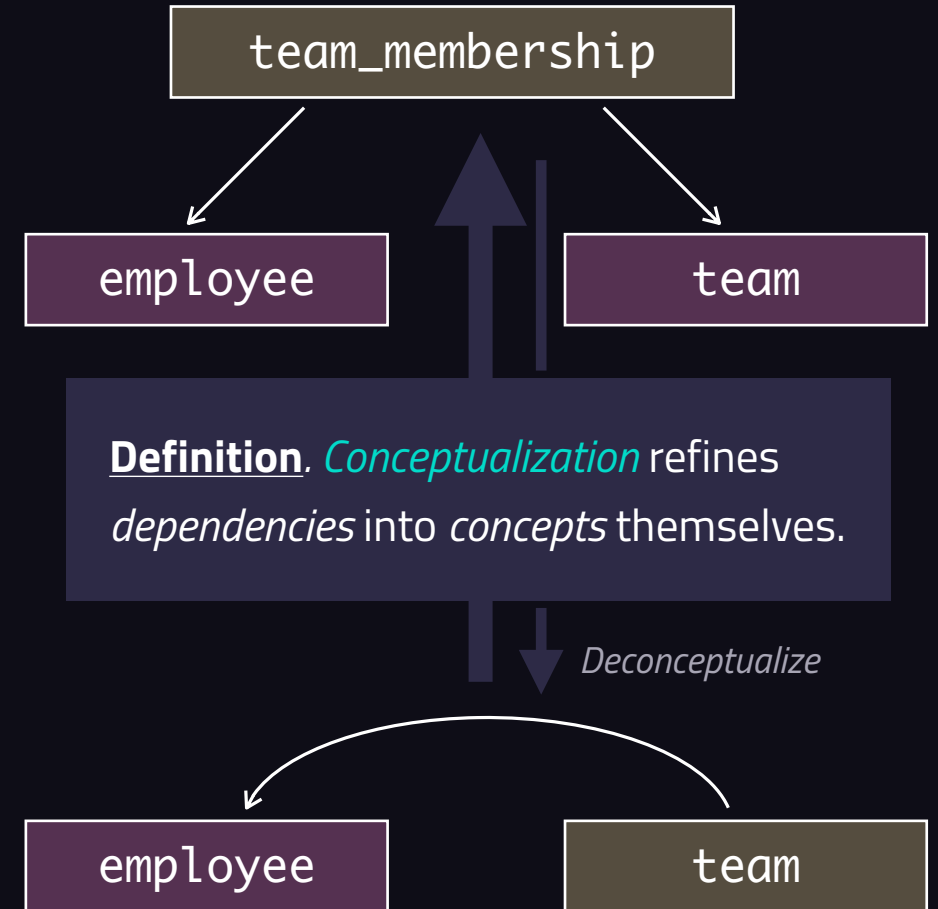 team_membership
employee
team
Definition. Conceptualization refines
dependencies into concepts themselves.
Deconceptualize
employee
team